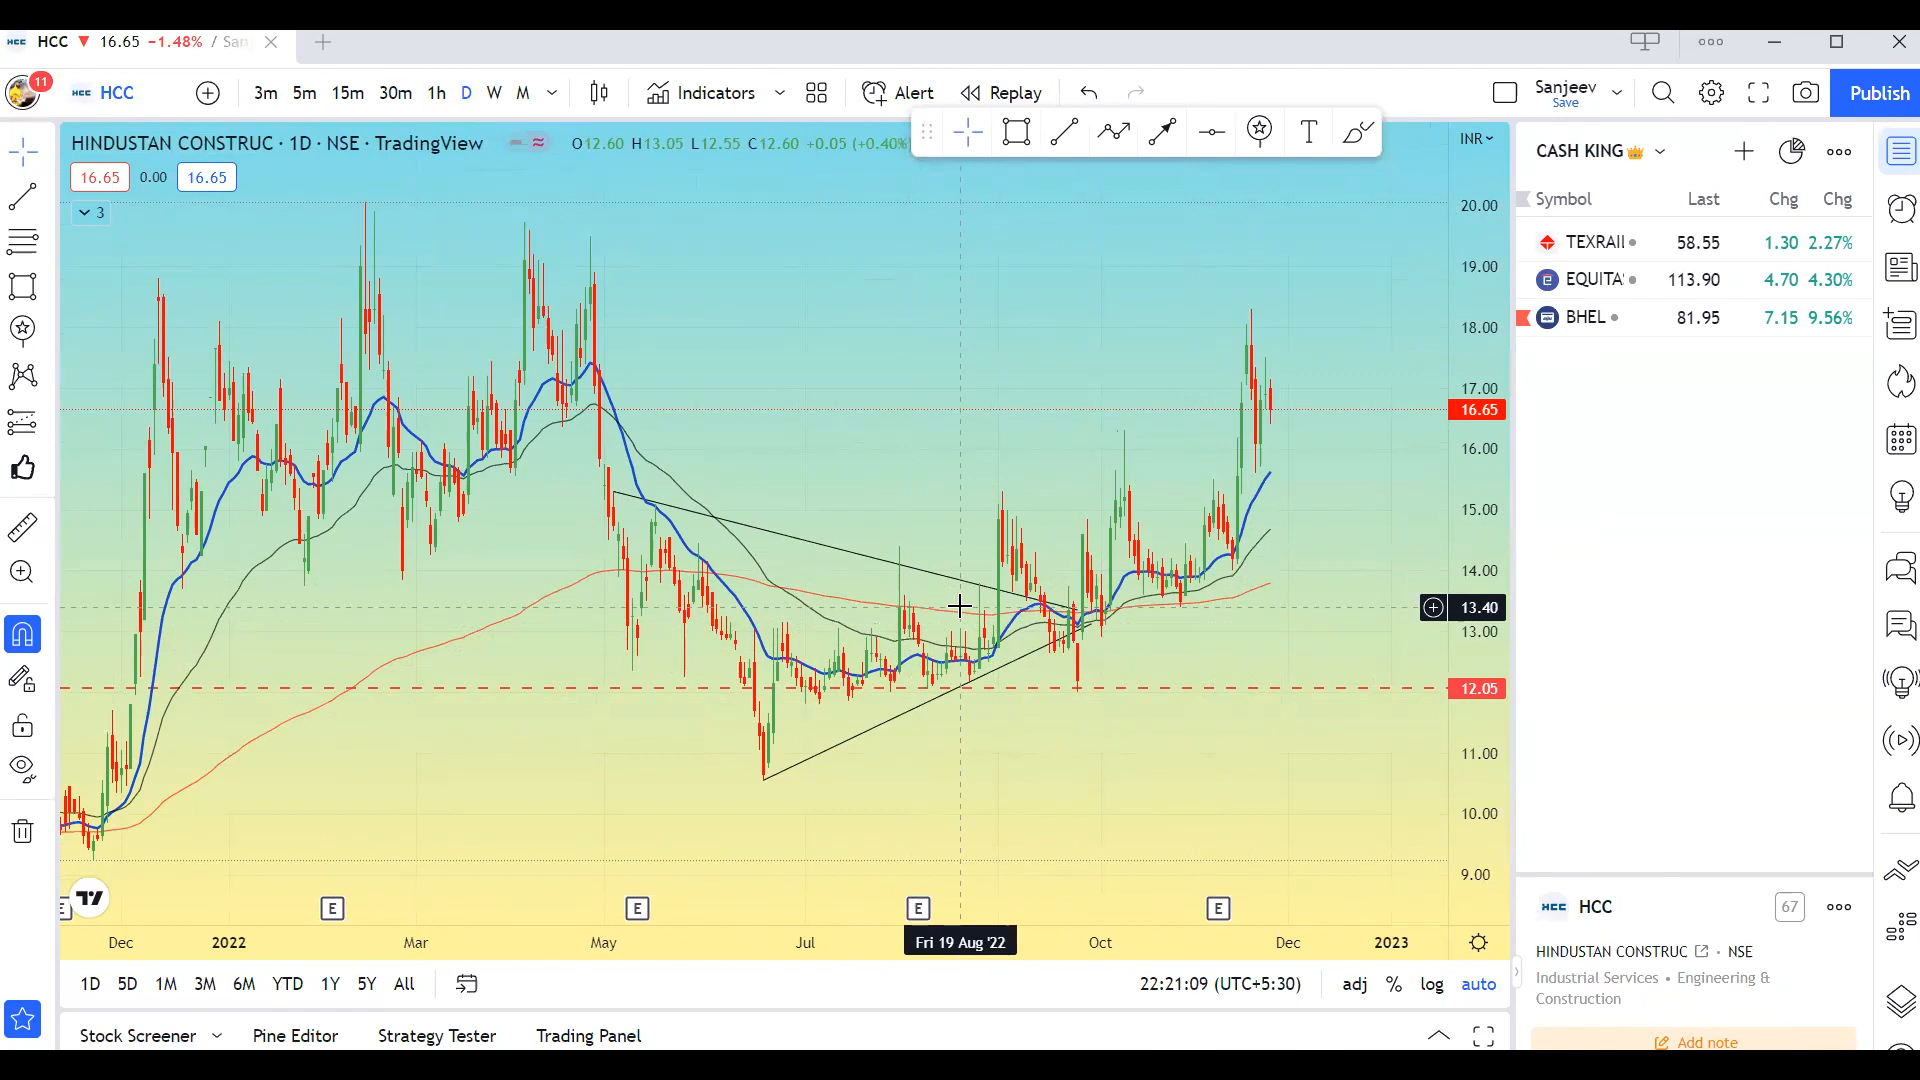 HCC HCC 16.65 −1.48% / San
11
HCC HCC 3m 5m 15m 30m 1h D W M Indicators Alert Replay Sanjeev Save Publish
HINDUSTAN CONSTRUC · 1D · NSE · TradingView O12.60 H13.05 L12.55 C12.60 +0.05 (+0.40%
INR
16.65 0.00 16.65
3
20.00
19.00
18.00
17.00
16.65
16.00
15.00
14.00
13.40
13.00
12.05
11.00
10.00
9.00
E E E E E
Dec 2022 Mar May Jul Fri 19 Aug '22 Oct Dec 2023
1D 5D 1M 3M 6M YTD 1Y 5Y All 22:21:09 (UTC+5:30) adj % log auto
Stock Screener Pine Editor Strategy Tester Trading Panel
CASH KING
Symbol Last Chg Chg
TEXRAIL 58.55 1.30 2.27%
EQUITA 113.90 4.70 4.30%
BHEL 81.95 7.15 9.56%
HCC HCC 67
HINDUSTAN CONSTRUC · NSE
Industrial Services • Engineering &
Construction
Add note